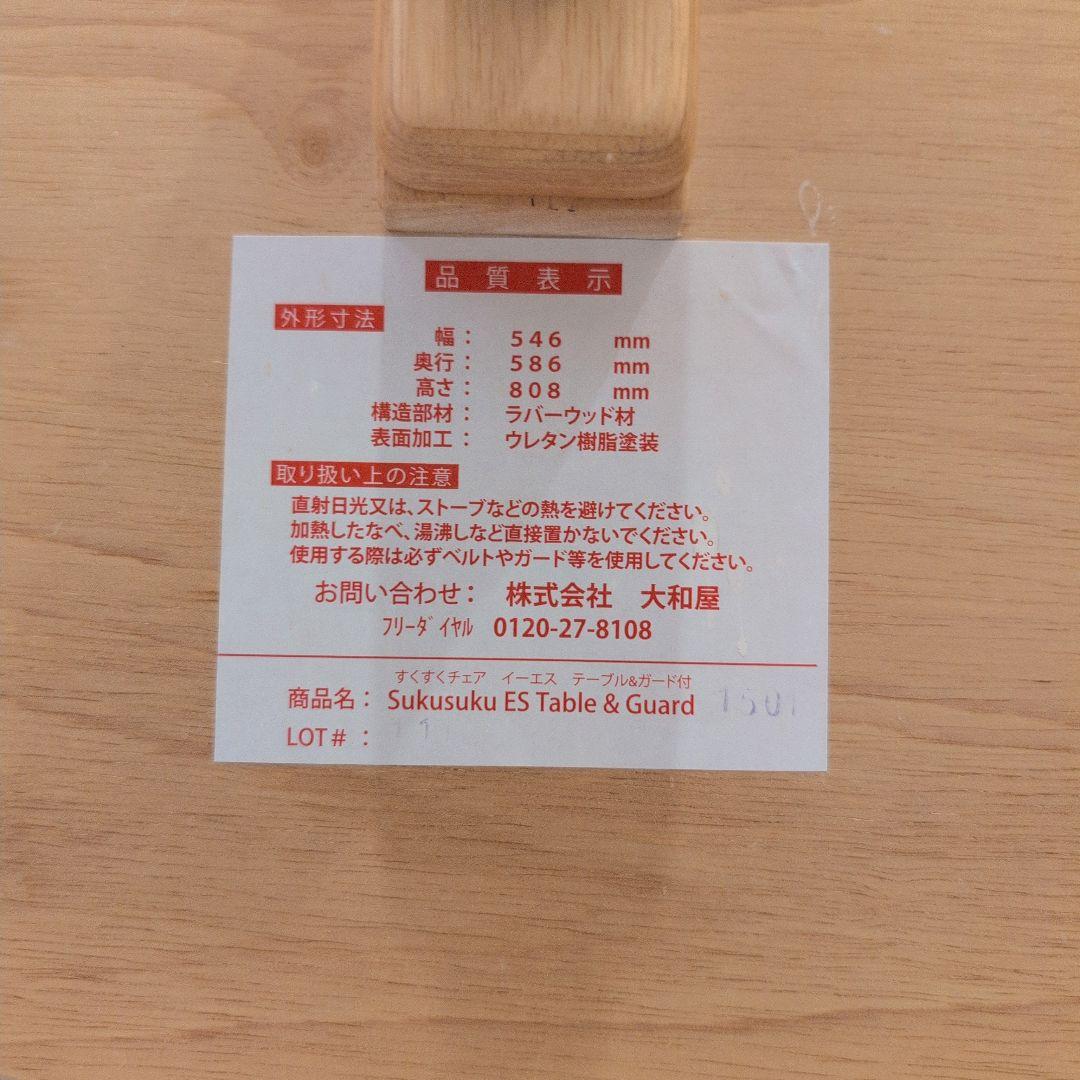 品質表示
外形寸法
幅： 546 mm
奥行： 586 mm
高さ： 808 mm
構造部材： ラバーウッド材
表面加工： ウレタン樹脂塗装
取り扱い上の注意
直射日光又は、ストーブなどの熱を避けてください。
加熱したなべ、湯沸しなど直接置かないでください。
使用する際は必ずベルトやガード等を使用してください。
お問い合わせ： 株式会社 大和屋
ﾌﾘｰﾀﾞｲﾔﾙ 0120-27-8108
すくすくチェア イーエス テーブル&ガード付
商品名： Sukusuku ES Table & Guard 1501
LOT#：